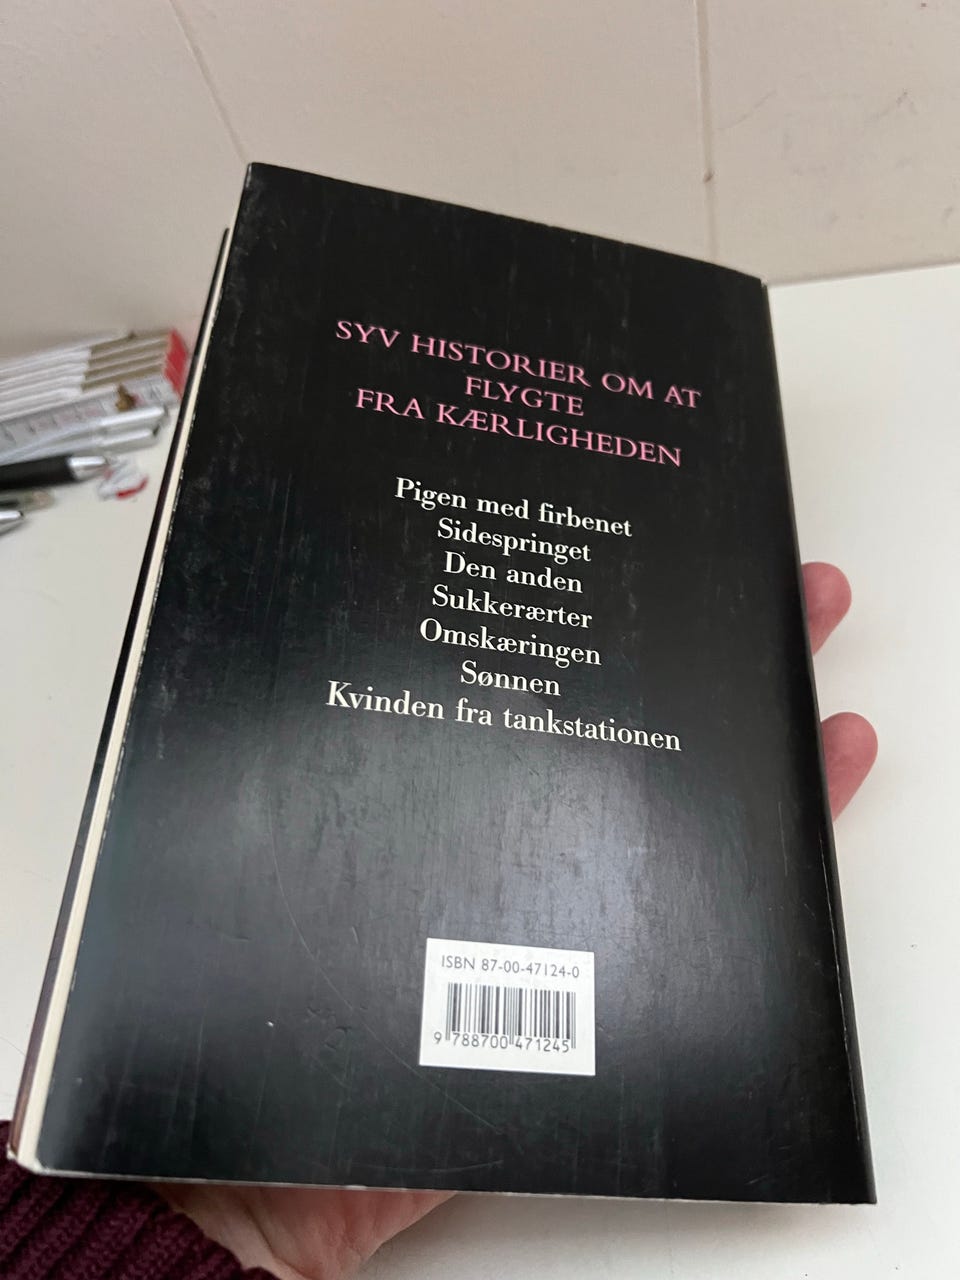 SYV HISTORIER OM AT
FLYGTE
FRA KÆRLIGHEDEN
Pigen med firbenet
Sidespringet
Den anden
Sukkerærter
Omskæringen
Sønnen
Kvinden fra tankstationen
ISBN 87-00-47124-0
9 788700 471245